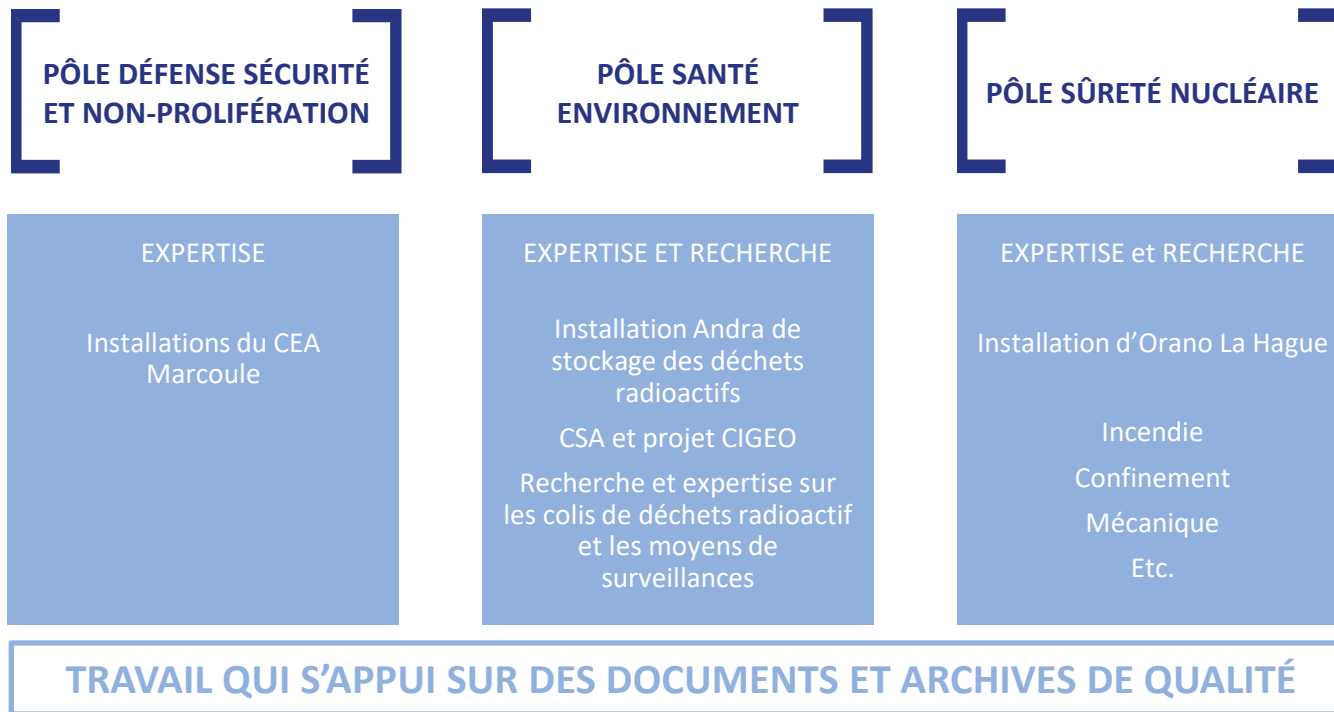 PÔLE DÉFENSE SÉCURITÉ
ET NON-PROLIFÉRATION
PÔLE SANTÉ
ENVIRONNEMENT
PÔLE SÛRETÉ NUCLÉAIRE
EXPERTISE
Installations du CEA
Marcoule
EXPERTISE ET RECHERCHE
Installation Andra de
stockage des déchets
radioactifs
CSA et projet CIGEO
Recherche et expertise sur
les colis de déchets radioactif
et les moyens de
surveillances
EXPERTISE et RECHERCHE
Installation d’Orano La Hague
Incendie
Confinement
Mécanique
Etc.
TRAVAIL QUI S’APPUI SUR DES DOCUMENTS ET ARCHIVES DE QUALITÉ